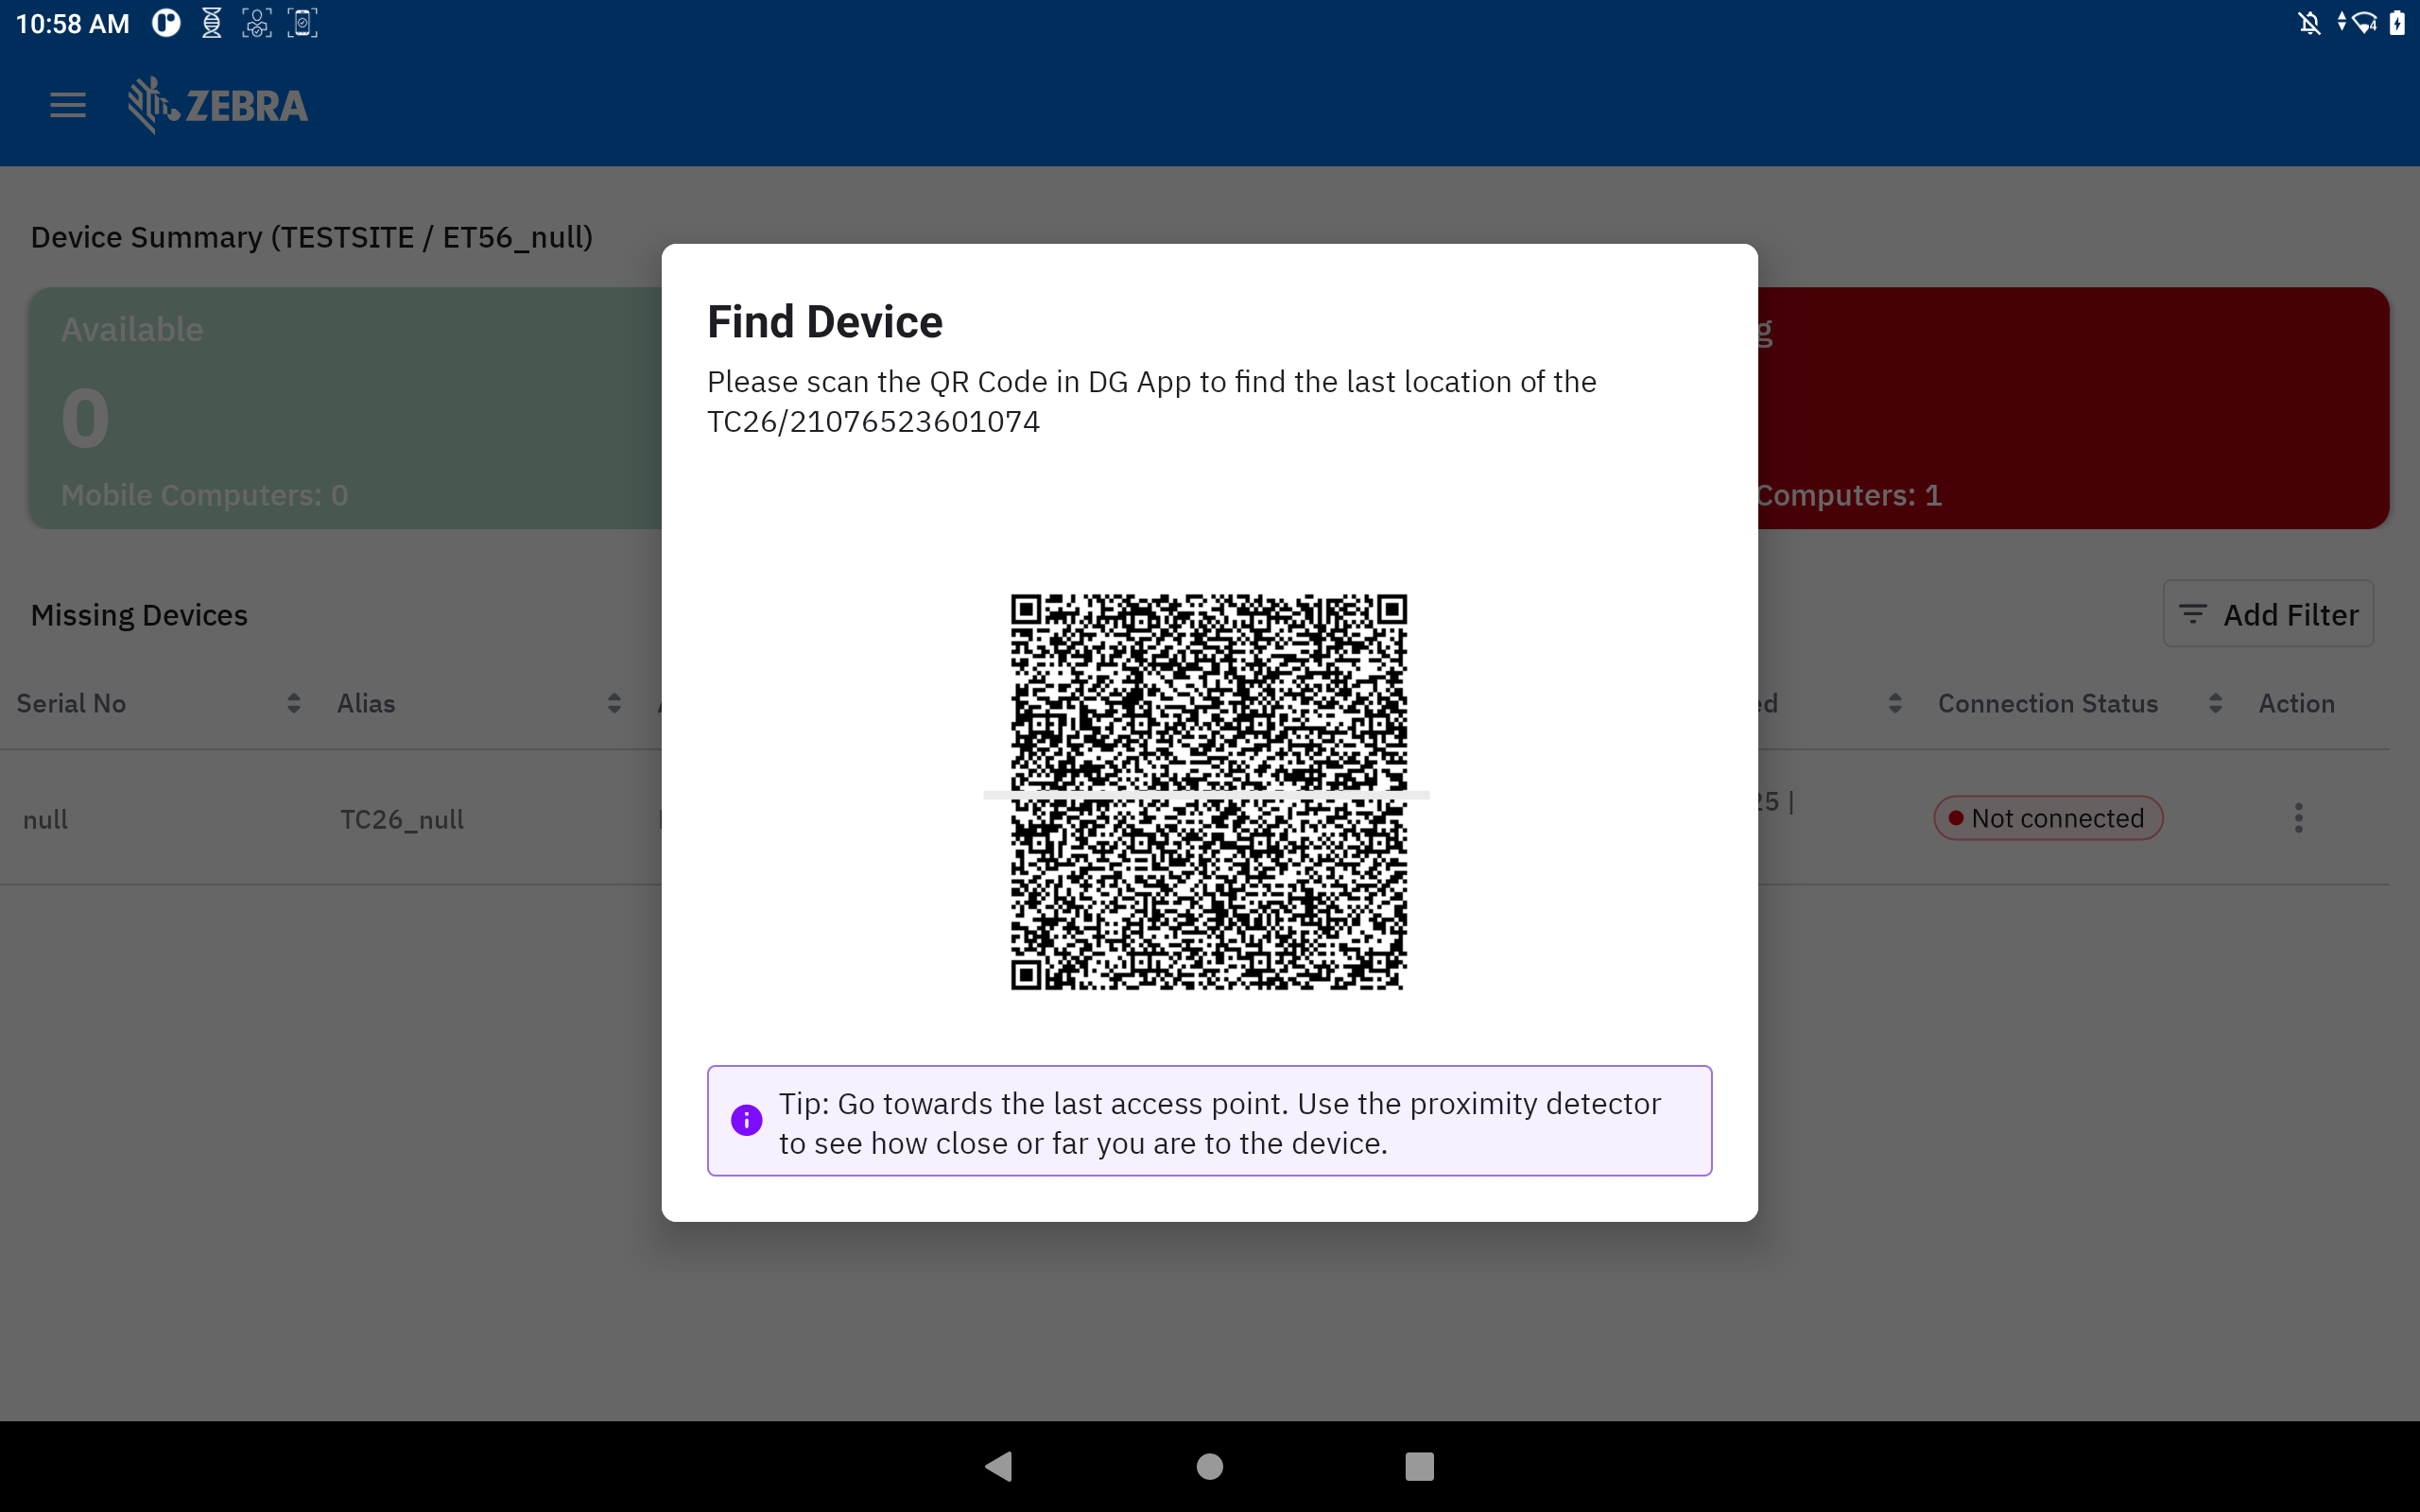 10:58 AM
4
ZEBRA
Device Summary (TESTSITE / ET56_null)
Available
0
Mobile Computers: 0
g
Computers: 1
Find Device
Please scan the QR Code in DG App to find the last location of the
TC26/21076523601074
Missing Devices
Add Filter
Serial No
Alias
ed
Connection Status
Action
null
TC26_null
25 |
Not connected
Tip: Go towards the last access point. Use the proximity detector
to see how close or far you are to the device.